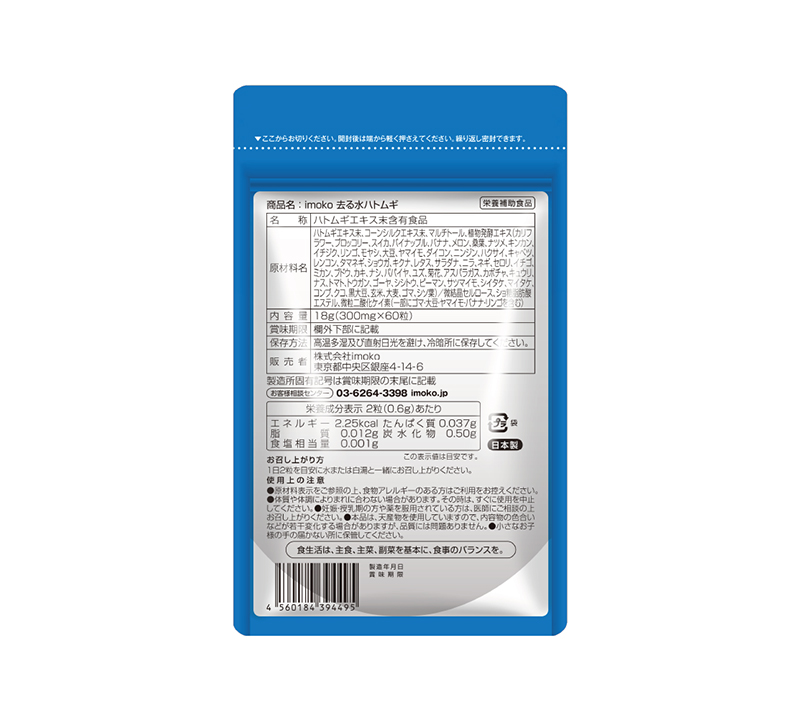 ▼ここからお切りください。開封後は端から軽く押さえてください。繰り返し密封できます。
商品名：imoko 去る水ハトムギ
栄養補助食品
名 称 ハトムギエキス末含有食品
原材料名
ハトムギエキス末、コーンシルクエキス末、マルチトール、植物発酵エキス（カリフ
ラワー、ブロッコリー、スイカ、パイナップル、バナナ、メロン、桑葉、ナツメ、キンカン、
イチジク、リンゴ、モヤシ、大豆、ヤマイモ、ダイコン、ニンジン、ハクサイ、キャベツ、
レンコン、タマネギ、ショウガ、キクナ、レタス、サラダナ、ニラ、ネギ、セロリ、イチゴ、
ミカン、ブドウ、カキ、ナシ、パパイヤ、ユズ、菊花、アスパラガス、カボチャ、キュウリ、
ナス、トマト、トウガン、ゴーヤ、シシトウ、ピーマン、サツマイモ、シイタケ、マイタケ、
コンブ、クコ、黒大豆、玄米、大麦、ゴマ、シソ葉）／微結晶セルロース、ショ糖脂肪酸
エステル、微粒二酸化ケイ素（一部にゴマ・大豆・ヤマイモ・バナナ・リンゴを含む）
内容量 18g（300mg×60粒）
賞味期限 欄外下部に記載
保存方法 高温多湿及び直射日光を避け、冷暗所に保存してください。
販売者 株式会社imoko
東京都中央区銀座4-14-6
製造所固有記号は賞味期限の末尾に記載
お客様相談センター 03-6264-3398 imoko.jp
栄養成分表示 2粒（0.6g）あたり
エネルギー 2.25kcal たんぱく質 0.037g
脂 質 0.012g 炭水化物 0.50g
食塩相当量 0.001g
プラ 袋
日本製
この表示値は目安です。
お召し上がり方
1日2粒を目安に水または白湯と一緒にお召し上がりください。
使用上の注意
●原材料表示をご参照の上、食物アレルギーのある方はご利用をお控えください。
●体質や体調によりまれに合わない場合があります。その時は、すぐに使用を中止
してください。●妊娠・授乳期の方や薬を服用されている方は、医師にご相談の上
お召し上がりください。●本品は、天産物を使用していますので、内容物の色合い
などが若干変化する場合がありますが、品質には問題ありません。●小さなお子
様の手の届かない所に保管してください。
食生活は、主食、主菜、副菜を基本に、食事のバランスを。
製造年月日
賞味期限
4 560184 394495